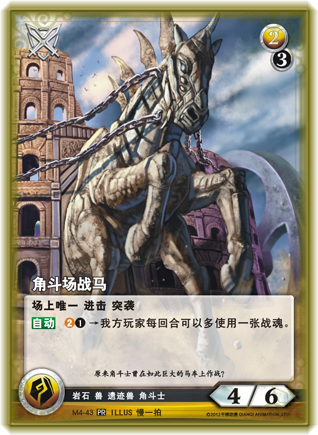 2
3
角斗场战马
场上唯一 进击 突袭
自动 2 1 →我方玩家每回合可以多使用一张战魂。
原来角斗士曾在如此巨大的马车上作战?
岩石 兽 遗迹兽 角斗士
4 / 6
M4-43 PR ILLUS 慢一拍